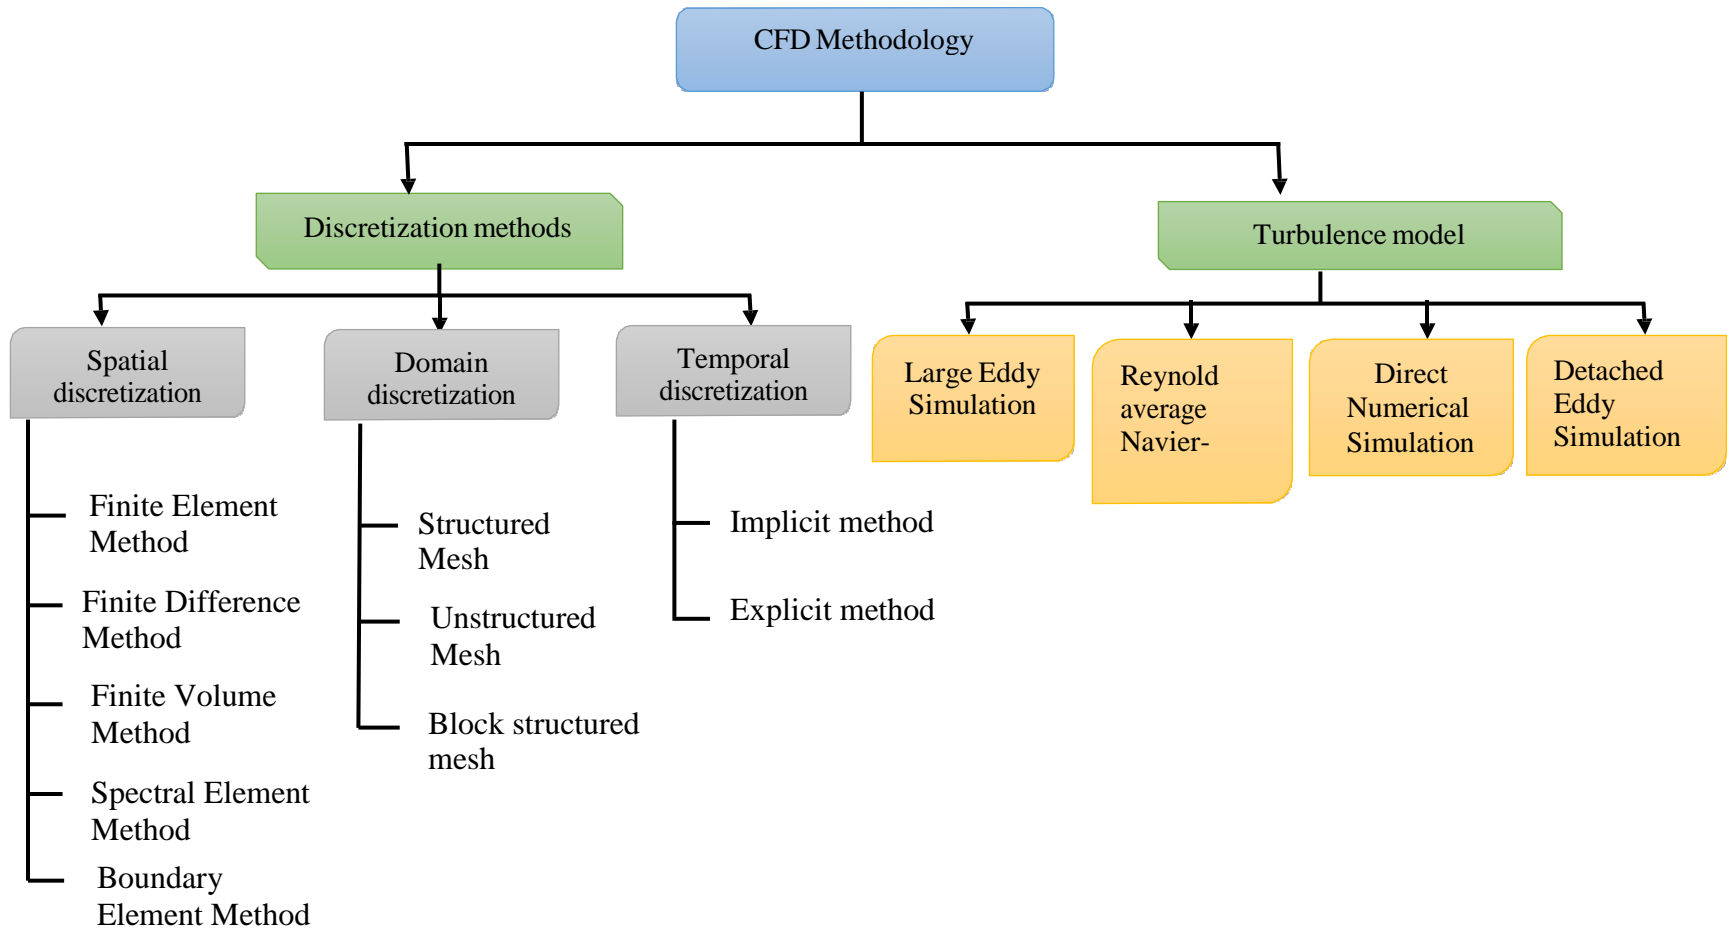 CFD Methodology
Discretization methods
Turbulence model
Spatial
discretization
Domain
discretization
Temporal
discretization
Large Eddy
Simulation
Reynold
average
Navier-
Direct
Numerical
Simulation
Detached
Eddy
Simulation
Finite Element
Method
Finite Difference
Method
Finite Volume
Method
Spectral Element
Method
Boundary
Element Method
Structured
Mesh
Unstructured
Mesh
Block structured
mesh
Implicit method
Explicit method